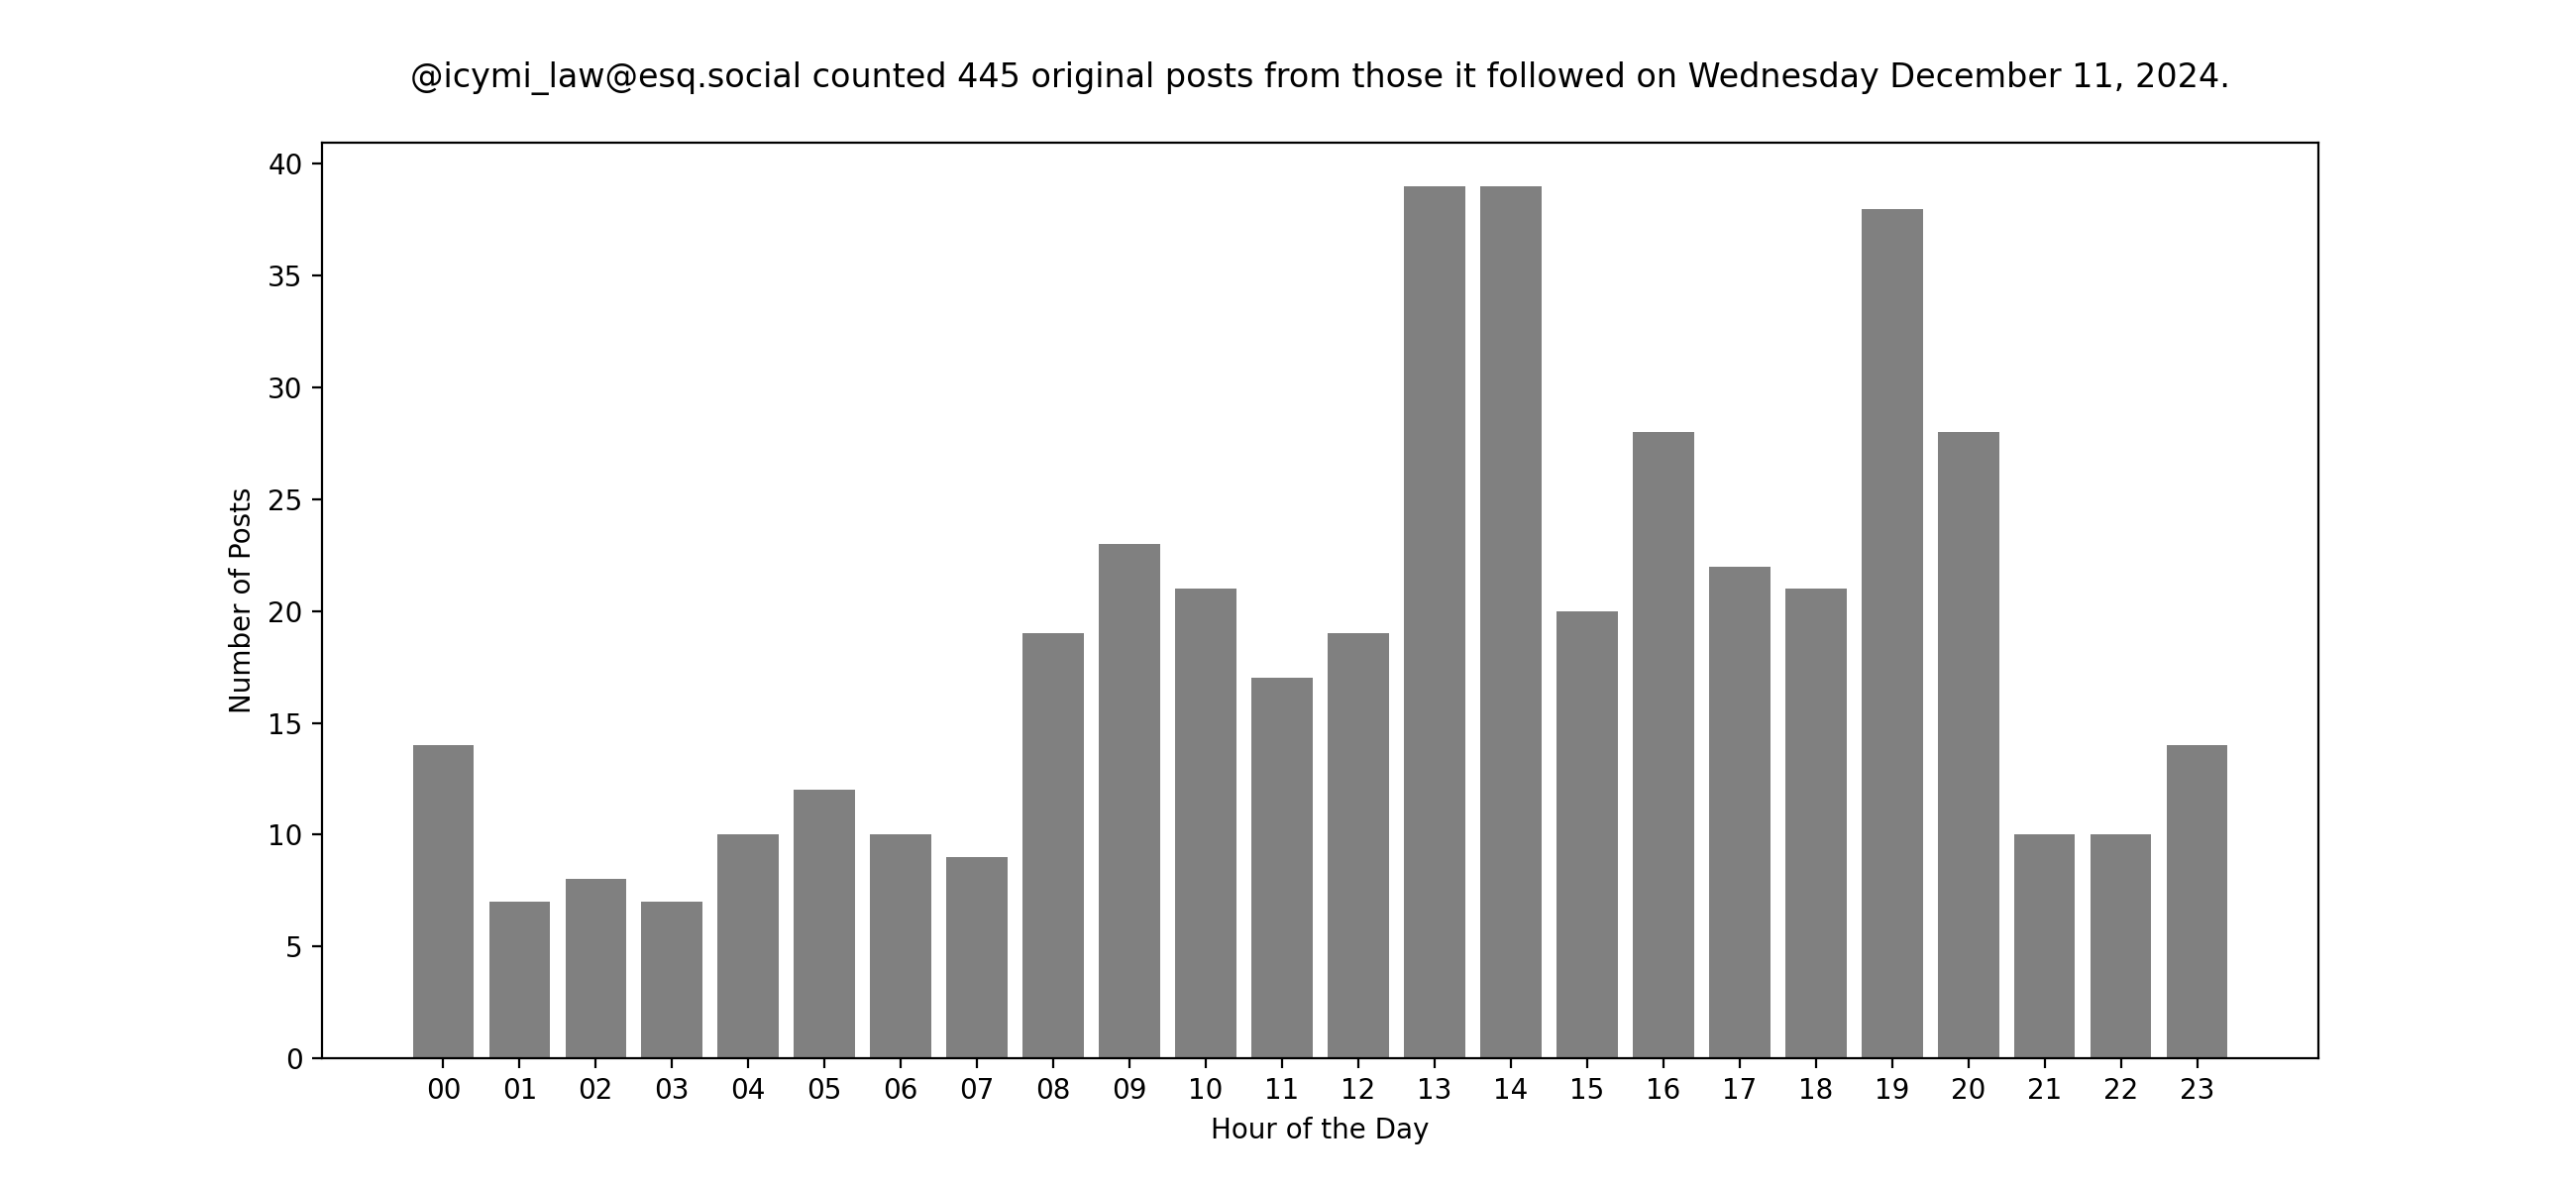 @icymi_law@esq.social counted 445 original posts from those it followed on Wednesday December 11, 2024.
40
35
30
25
20
15
10
5
0
Number of Posts
00 01 02 03 04 05 06 07 08 09 10 11 12 13 14 15 16 17 18 19 20 21 22 23
Hour of the Day